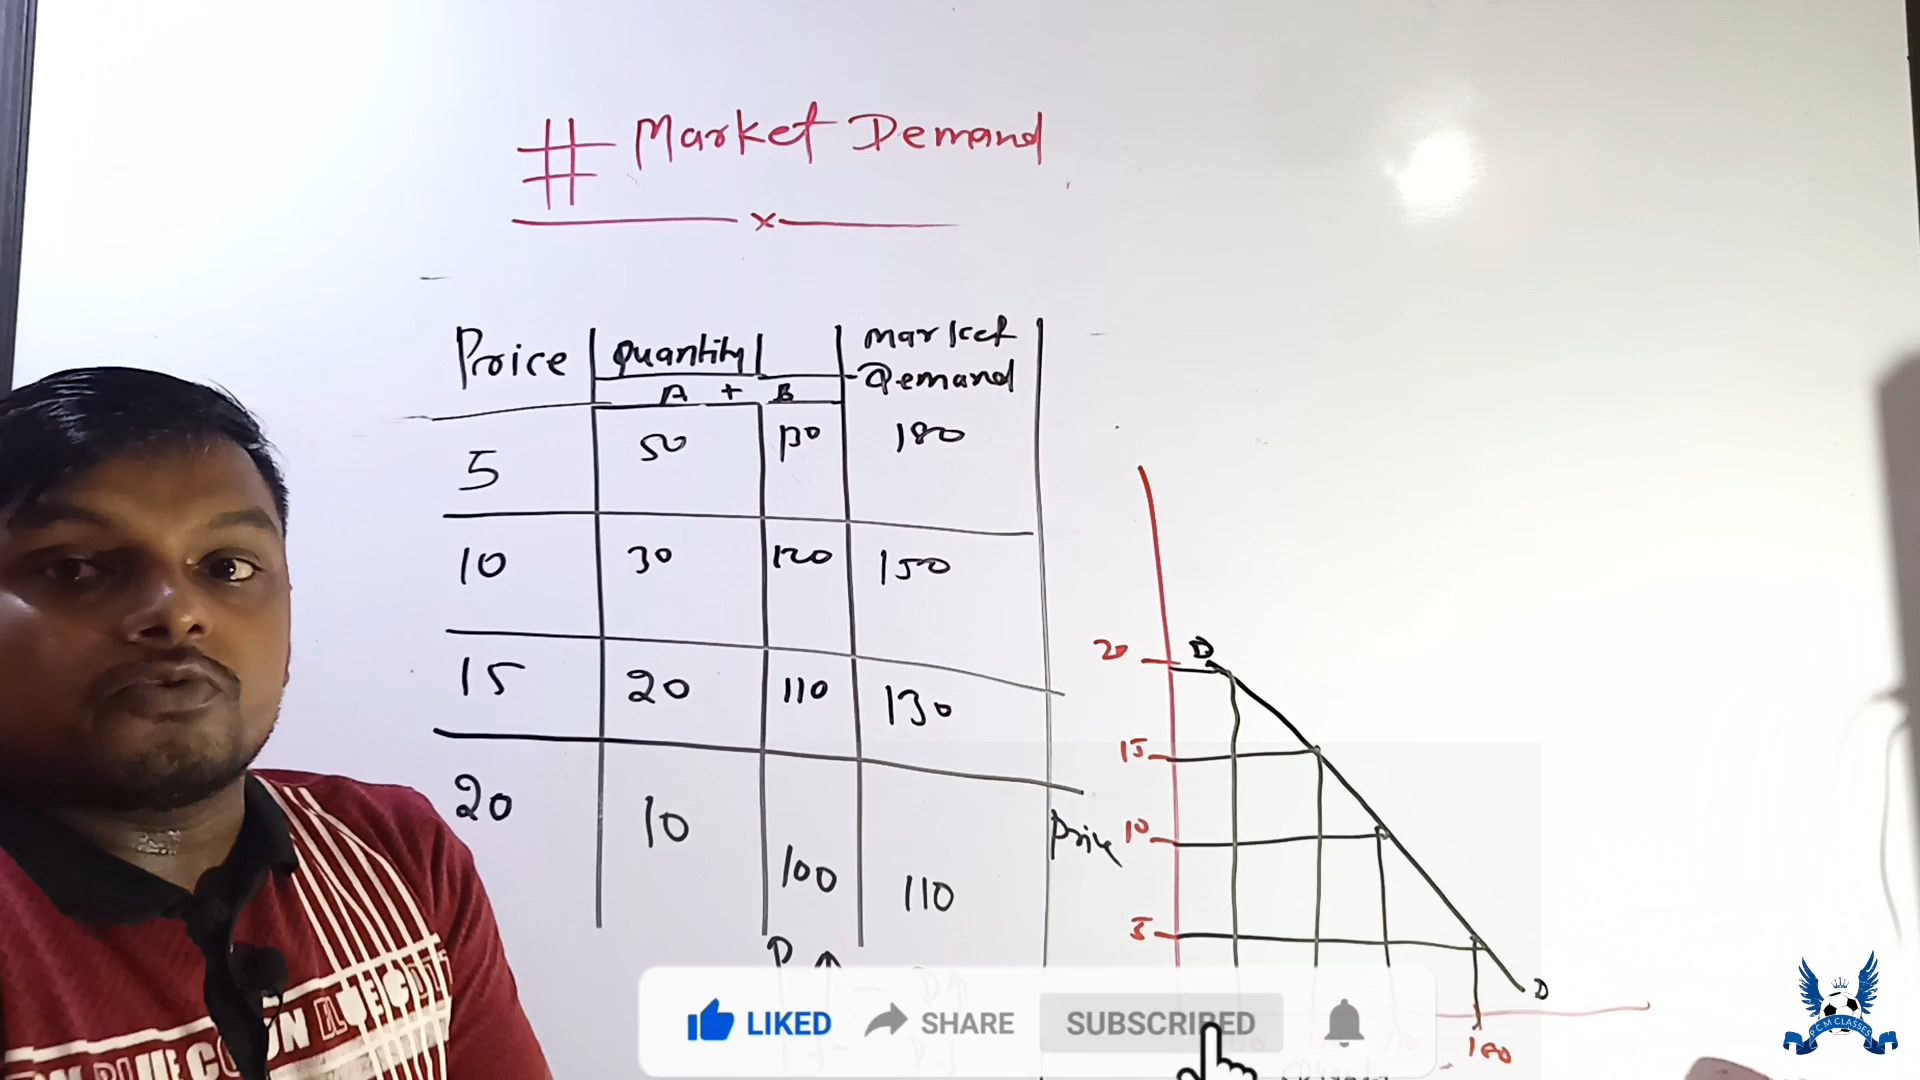 # Market Demand
x
Price Quantity Market Demand
A + B
5 50 130 180
10 30 120 150
15 20 110 130
20 10 100 110
P
20 D
15
Price 10
5
D
180
LIKED SHARE SUBSCRIBED
P C M CLASSES